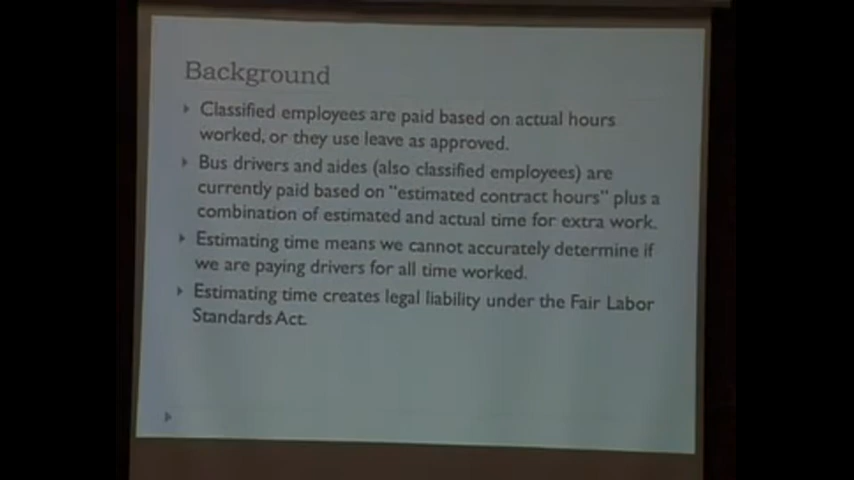 Background
Classified employees are paid based on actual hours
worked, or they use leave as approved.
Bus drivers and aides (also classified employees) are
currently paid based on "estimated contract hours" plus a
combination of estimated and actual time for extra work.
Estimating time means we cannot accurately determine if
we are paying drivers for all time worked.
Estimating time creates legal liability under the Fair Labor
Standards Act.